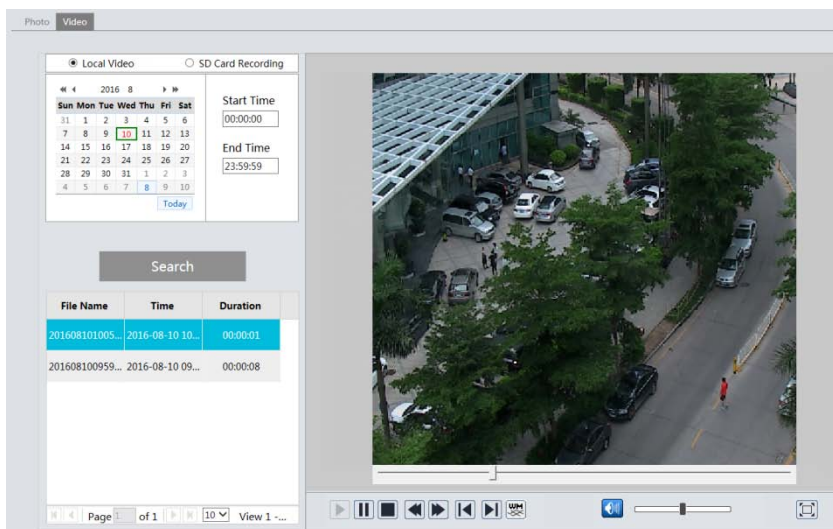 Photo Video
Local Video SD Card Recording
2016 8
Sun Mon Tue Wed Thu Fri Sat
31 1 2 3 4 5 6
7 8 9 10 11 12 13
14 15 16 17 18 19 20
21 22 23 24 25 26 27
28 29 30 31 1 2 3
4 5 6 7 8 9 10
Today
Start Time
00:00:00
End Time
23:59:59
Search
File Name Time Duration
201608101005... 2016-08-10 10... 00:00:01
201608100959... 2016-08-10 09... 00:00:08
Page 1 of 1 10 View 1 -...
WM